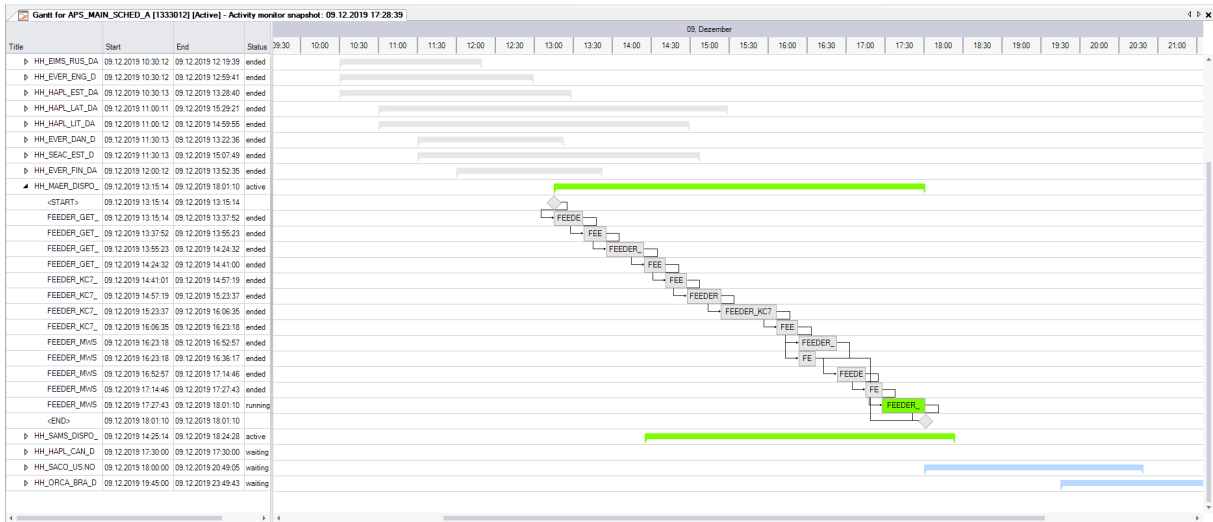 Gantt for APS_MAIN_SCHED_A [1333012] [Active] - Activity monitor snapshot: 09.12.2019 17:28:39
09, Dezember
Title Start End Status 09:30 10:00 10:30 11:00 11:30 12:00 12:30 13:00 13:30 14:00 14:30 15:00 15:30 16:00 16:30 17:00 17:30 18:00 18:30 19:00 19:30 20:00 20:30 21:00
HH_EIMS_RUS_DA 09.12.2019 10:30:12 09.12.2019 12:19:39 ended
HH_EVER_ENG_D 09.12.2019 10:30:12 09.12.2019 12:59:41 ended
HH_HAPL_EST_DA 09.12.2019 10:30:13 09.12.2019 13:28:40 ended
HH_HAPL_LAT_DA 09.12.2019 11:00:11 09.12.2019 15:29:21 ended
HH_HAPL_LIT_DA 09.12.2019 11:00:12 09.12.2019 14:59:55 ended
HH_EVER_DAN_D 09.12.2019 11:30:13 09.12.2019 13:22:36 ended
HH_SEAC_EST_D 09.12.2019 11:30:13 09.12.2019 15:07:49 ended
HH_EVER_FIN_DA 09.12.2019 12:00:12 09.12.2019 13:52:35 ended
HH_MAER_DISPO_ 09.12.2019 13:15:14 09.12.2019 18:01:10 active
<START> 09.12.2019 13:15:14 09.12.2019 13:15:14
FEEDER_GET_ 09.12.2019 13:15:14 09.12.2019 13:37:52 ended FEEDE
FEEDER_GET_ 09.12.2019 13:37:52 09.12.2019 13:55:23 ended FEE
FEEDER_GET_ 09.12.2019 13:55:23 09.12.2019 14:24:32 ended FEEDER_
FEEDER_GET_ 09.12.2019 14:24:32 09.12.2019 14:41:00 ended FEE
FEEDER_KC7_ 09.12.2019 14:41:01 09.12.2019 14:57:19 ended FEE
FEEDER_KC7_ 09.12.2019 14:57:19 09.12.2019 15:23:37 ended FEEDER
FEEDER_KC7_ 09.12.2019 15:23:37 09.12.2019 16:06:35 ended FEEDER_KC7
FEEDER_KC7_ 09.12.2019 16:06:35 09.12.2019 16:23:18 ended FEE
FEEDER_MWS 09.12.2019 16:23:18 09.12.2019 16:52:57 ended FEEDER_
FEEDER_MWS 09.12.2019 16:23:18 09.12.2019 16:36:17 ended FE
FEEDER_MWS 09.12.2019 16:52:57 09.12.2019 17:14:46 ended FEEDE
FEEDER_MWS 09.12.2019 17:14:46 09.12.2019 17:27:43 ended FE
FEEDER_MWS 09.12.2019 17:27:43 09.12.2019 18:01:10 running FEEDER_
<END> 09.12.2019 18:01:10 09.12.2019 18:01:10
HH_SAMS_DISPO_ 09.12.2019 14:25:14 09.12.2019 18:24:28 active
HH_HAPL_CAN_D 09.12.2019 17:30:00 09.12.2019 17:30:00 waiting
HH_SACO_US.NO 09.12.2019 18:00:00 09.12.2019 20:49:05 waiting
HH_ORCA_BRA_D 09.12.2019 19:45:00 09.12.2019 23:49:43 waiting